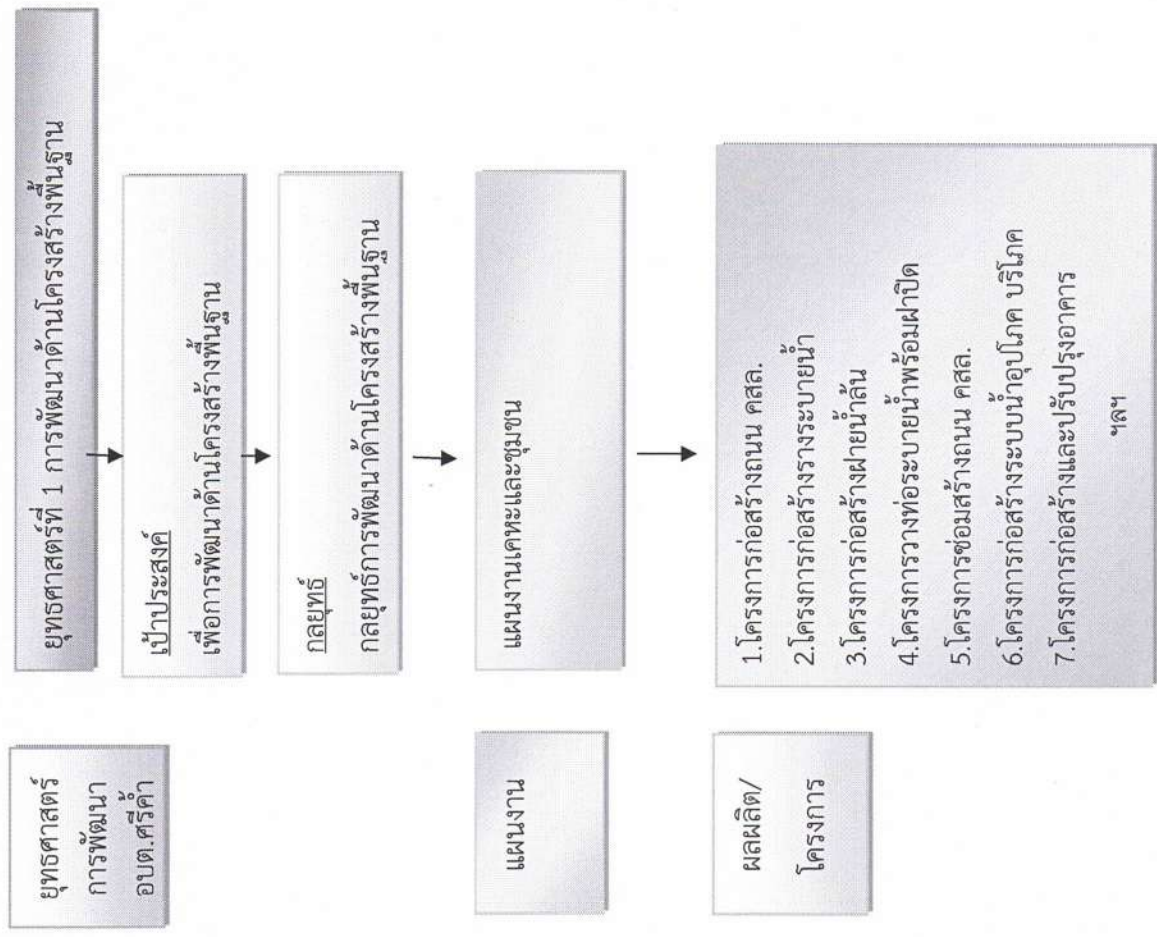 ยุทธศาสตร์
การพัฒนา
อบต.ศรีค้ำ
ยุทธศาสตร์ที่ 1 การพัฒนาด้านโครงสร้างพื้นฐาน
เป้าประสงค์
เพื่อการพัฒนาด้านโครงสร้างพื้นฐาน
กลยุทธ์
กลยุทธ์การพัฒนาด้านโครงสร้างพื้นฐาน
แผนงาน
แผนงานเคหะและชุมชน
ผลผลิต/
โครงการ
1.โครงการก่อสร้างถนน คสล.
2.โครงการก่อสร้างรางระบายน้ำ
3.โครงการก่อสร้างฝายน้ำล้น
4.โครงการวางท่อระบายน้ำพร้อมฝาปิด
5.โครงการซ่อมสร้างถนน คสล.
6.โครงการก่อสร้างระบบน้ำอุปโภค บริโภค
7.โครงการก่อสร้างและปรับปรุงอาคาร
ฯลฯ